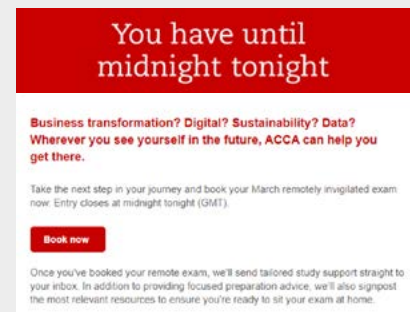 You have until
midnight tonight
Business transformation? Digital? Sustainability? Data?
Wherever you see yourself in the future, ACCA can help you
get there.
Take the next step in your journey and book your March remotely invigilated exam
now. Entry closes at midnight tonight (GMT).
Book now
Once you've booked your remote exam, we'll send tailored study support straight to
your inbox. In addition to providing focused preparation advice, we'll also signpost
the most relevant resources to ensure you're ready to sit your exam at home.